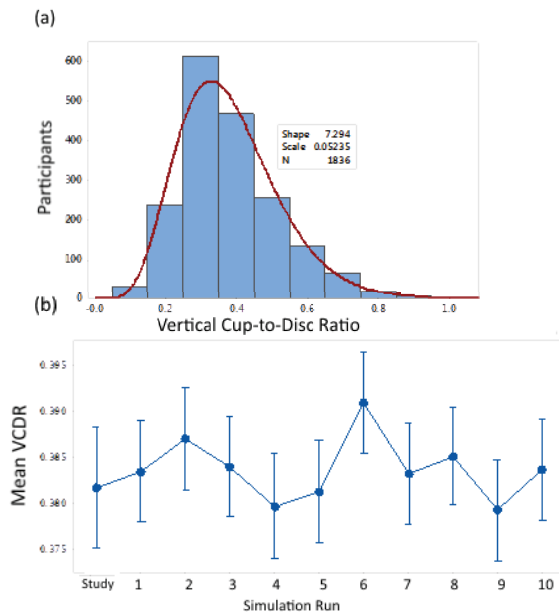 (a)
600
500
400
300
200
100
0
Participants
Shape 7.294
Scale 0.05235
N 1836
-0.0 0.2 0.4 0.6 0.8 1.0
Vertical Cup-to-Disc Ratio
(b)
0.395
0.390
0.385
0.380
0.375
Mean VCDR
Study 1 2 3 4 5 6 7 8 9 10
Simulation Run